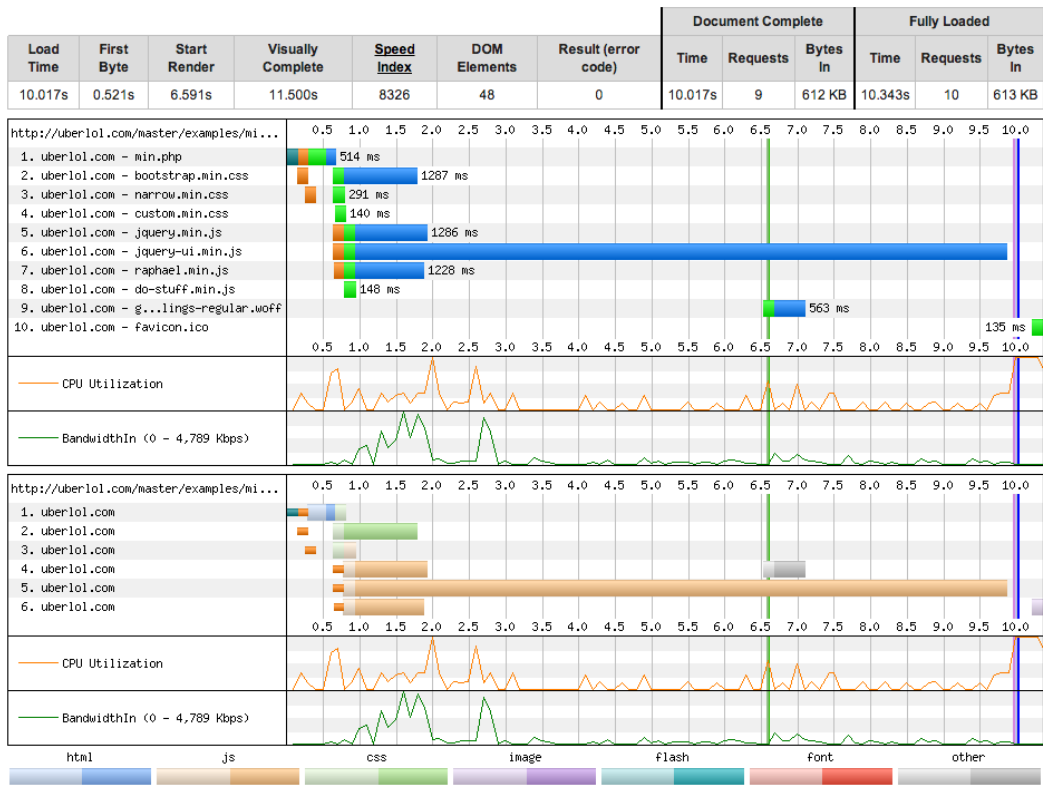 Document Complete Fully Loaded
Load Time First Byte Start Render Visually Complete Speed Index DOM Elements Result (error code) Time Requests Bytes In Time Requests Bytes In
10.017s 0.521s 6.591s 11.500s 8326 48 0 10.017s 9 612 KB 10.343s 10 613 KB
http://uberlol.com/master/examples/mi... 0.5 1.0 1.5 2.0 2.5 3.0 3.5 4.0 4.5 5.0 5.5 6.0 6.5 7.0 7.5 8.0 8.5 9.0 9.5 10.0
1. uberlol.com - min.php 514 ms
2. uberlol.com - bootstrap.min.css 1287 ms
3. uberlol.com - narrow.min.css 291 ms
4. uberlol.com - custom.min.css 140 ms
5. uberlol.com - jquery.min.js 1286 ms
6. uberlol.com - jquery-ui.min.js
7. uberlol.com - raphael.min.js 1228 ms
8. uberlol.com - do-stuff.min.js 148 ms
9. uberlol.com - g...lings-regular.woff 563 ms
10. uberlol.com - favicon.ico 135 ms
0.5 1.0 1.5 2.0 2.5 3.0 3.5 4.0 4.5 5.0 5.5 6.0 6.5 7.0 7.5 8.0 8.5 9.0 9.5 10.0
CPU Utilization
BandwidthIn (0 - 4,789 Kbps)
http://uberlol.com/master/examples/mi... 0.5 1.0 1.5 2.0 2.5 3.0 3.5 4.0 4.5 5.0 5.5 6.0 6.5 7.0 7.5 8.0 8.5 9.0 9.5 10.0
1. uberlol.com
2. uberlol.com
3. uberlol.com
4. uberlol.com
5. uberlol.com
6. uberlol.com
0.5 1.0 1.5 2.0 2.5 3.0 3.5 4.0 4.5 5.0 5.5 6.0 6.5 7.0 7.5 8.0 8.5 9.0 9.5 10.0
CPU Utilization
BandwidthIn (0 - 4,789 Kbps)
html js css image flash font other